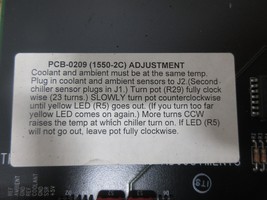 PCB-0209 (1550-2C) ADJUSTMENT
Coolant and ambient must be at the same temp.
Plug in coolant and ambient sensors to J2.(Second
chiller sensor plugs in J1.) Turn pot (R29) fully clock
wise (23 turns.) SLOWLY turn pot counterclockwise
until yellow LED (R5) goes out. (If you turn too far
yellow LED comes on again.) More turns CCW
raises the temp at which chiller turn on. If LED (R5)
will not go out, leave pot fully clockwise.
AMBIENT
COOLANT
+5V